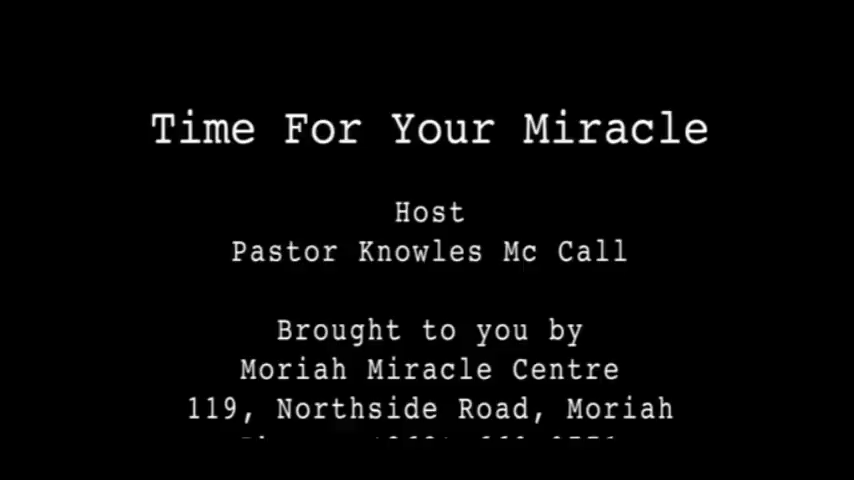 Time For Your Miracle
Host
Pastor Knowles Mc Call
Brought to you by
Moriah Miracle Centre
119, Northside Road, Moriah